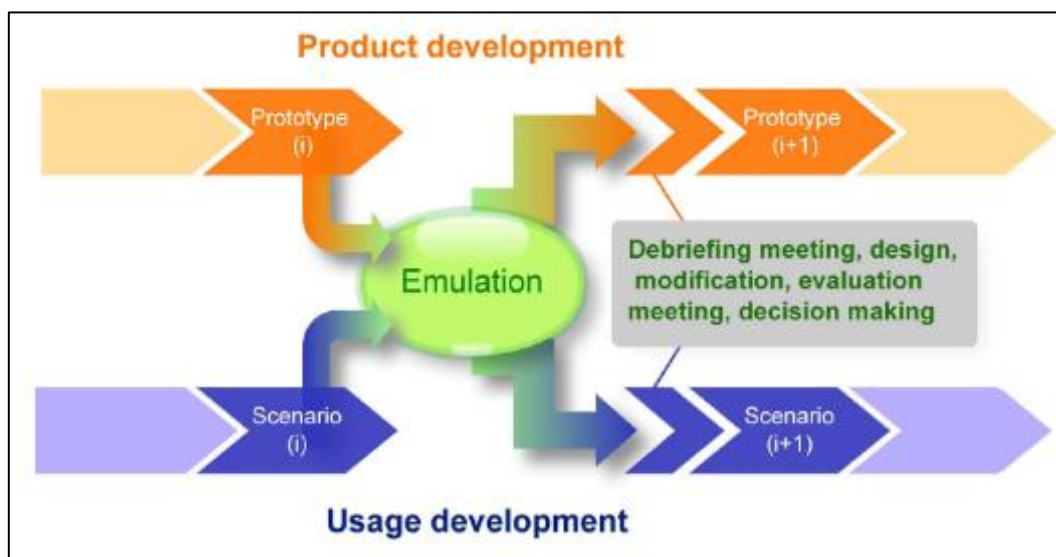 Product development
Prototype
(i)
Prototype
(i+1)
Emulation
Debriefing meeting, design,
modification, evaluation
meeting, decision making
Scenario
(i)
Scenario
(i+1)
Usage development